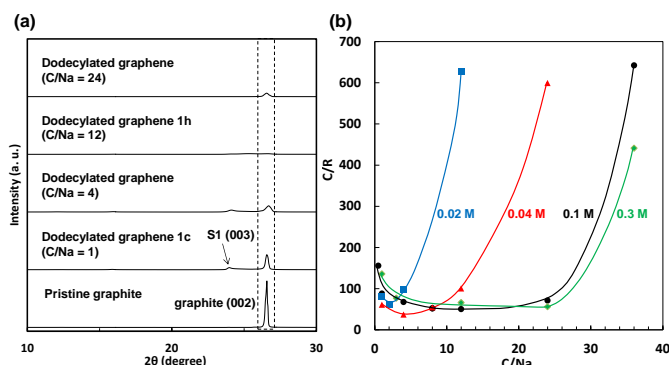 (a)
Dodecylated graphene
(C/Na = 24)
Dodecylated graphene 1h
(C/Na = 12)
Dodecylated graphene
(C/Na = 4)
Dodecylated graphene 1c
(C/Na = 1)
S1 (003)
Pristine graphite
graphite (002)
Intensity (a. u.)
10
20
30
2θ (degree)
(b)
700
600
500
400
300
200
100
0
C/R
0.02 M
0.04 M
0.1 M
0.3 M
0
10
20
30
40
C/Na